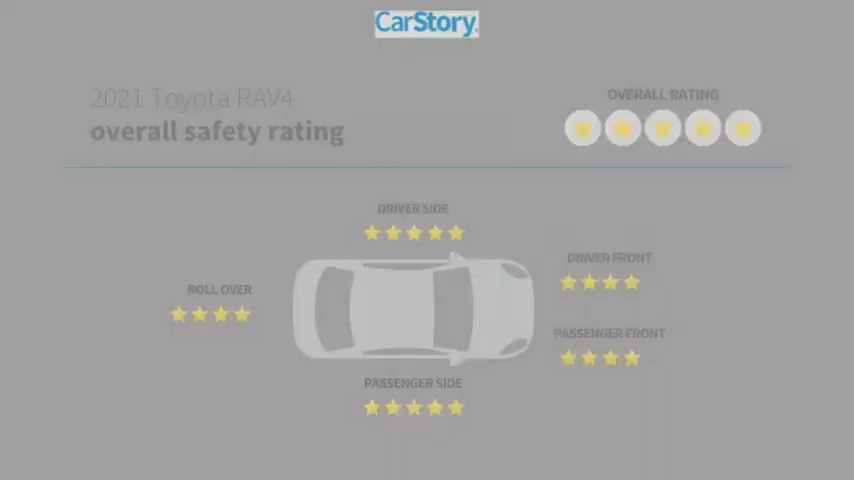 CarStory
2021 Toyota RAV4
overall safety rating
OVERALL RATING
DRIVER SIDE
DRIVER FRONT
ROLL OVER
PASSENGER FRONT
PASSENGER SIDE